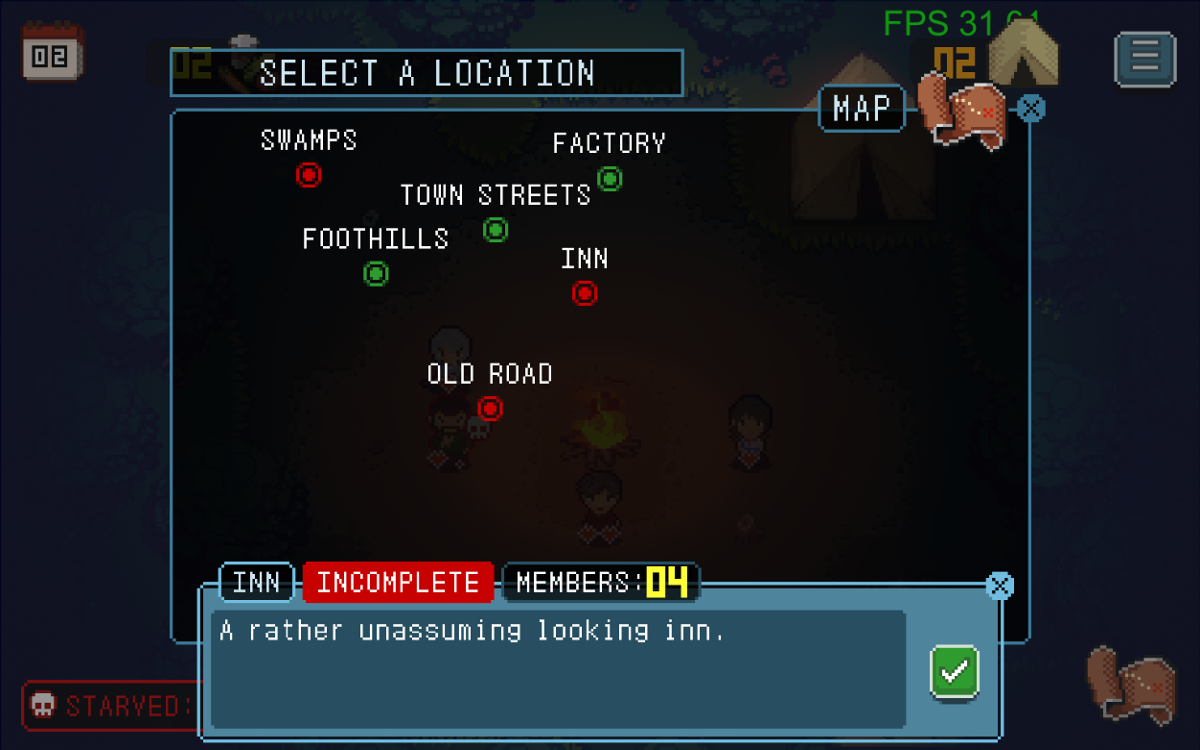 FPS 31
02
02
02
SELECT A LOCATION
MAP
SWAMPS
FACTORY
TOWN STREETS
FOOTHILLS
INN
OLD ROAD
INN
INCOMPLETE
MEMBERS:04
A rather unassuming looking inn.
STARVED: